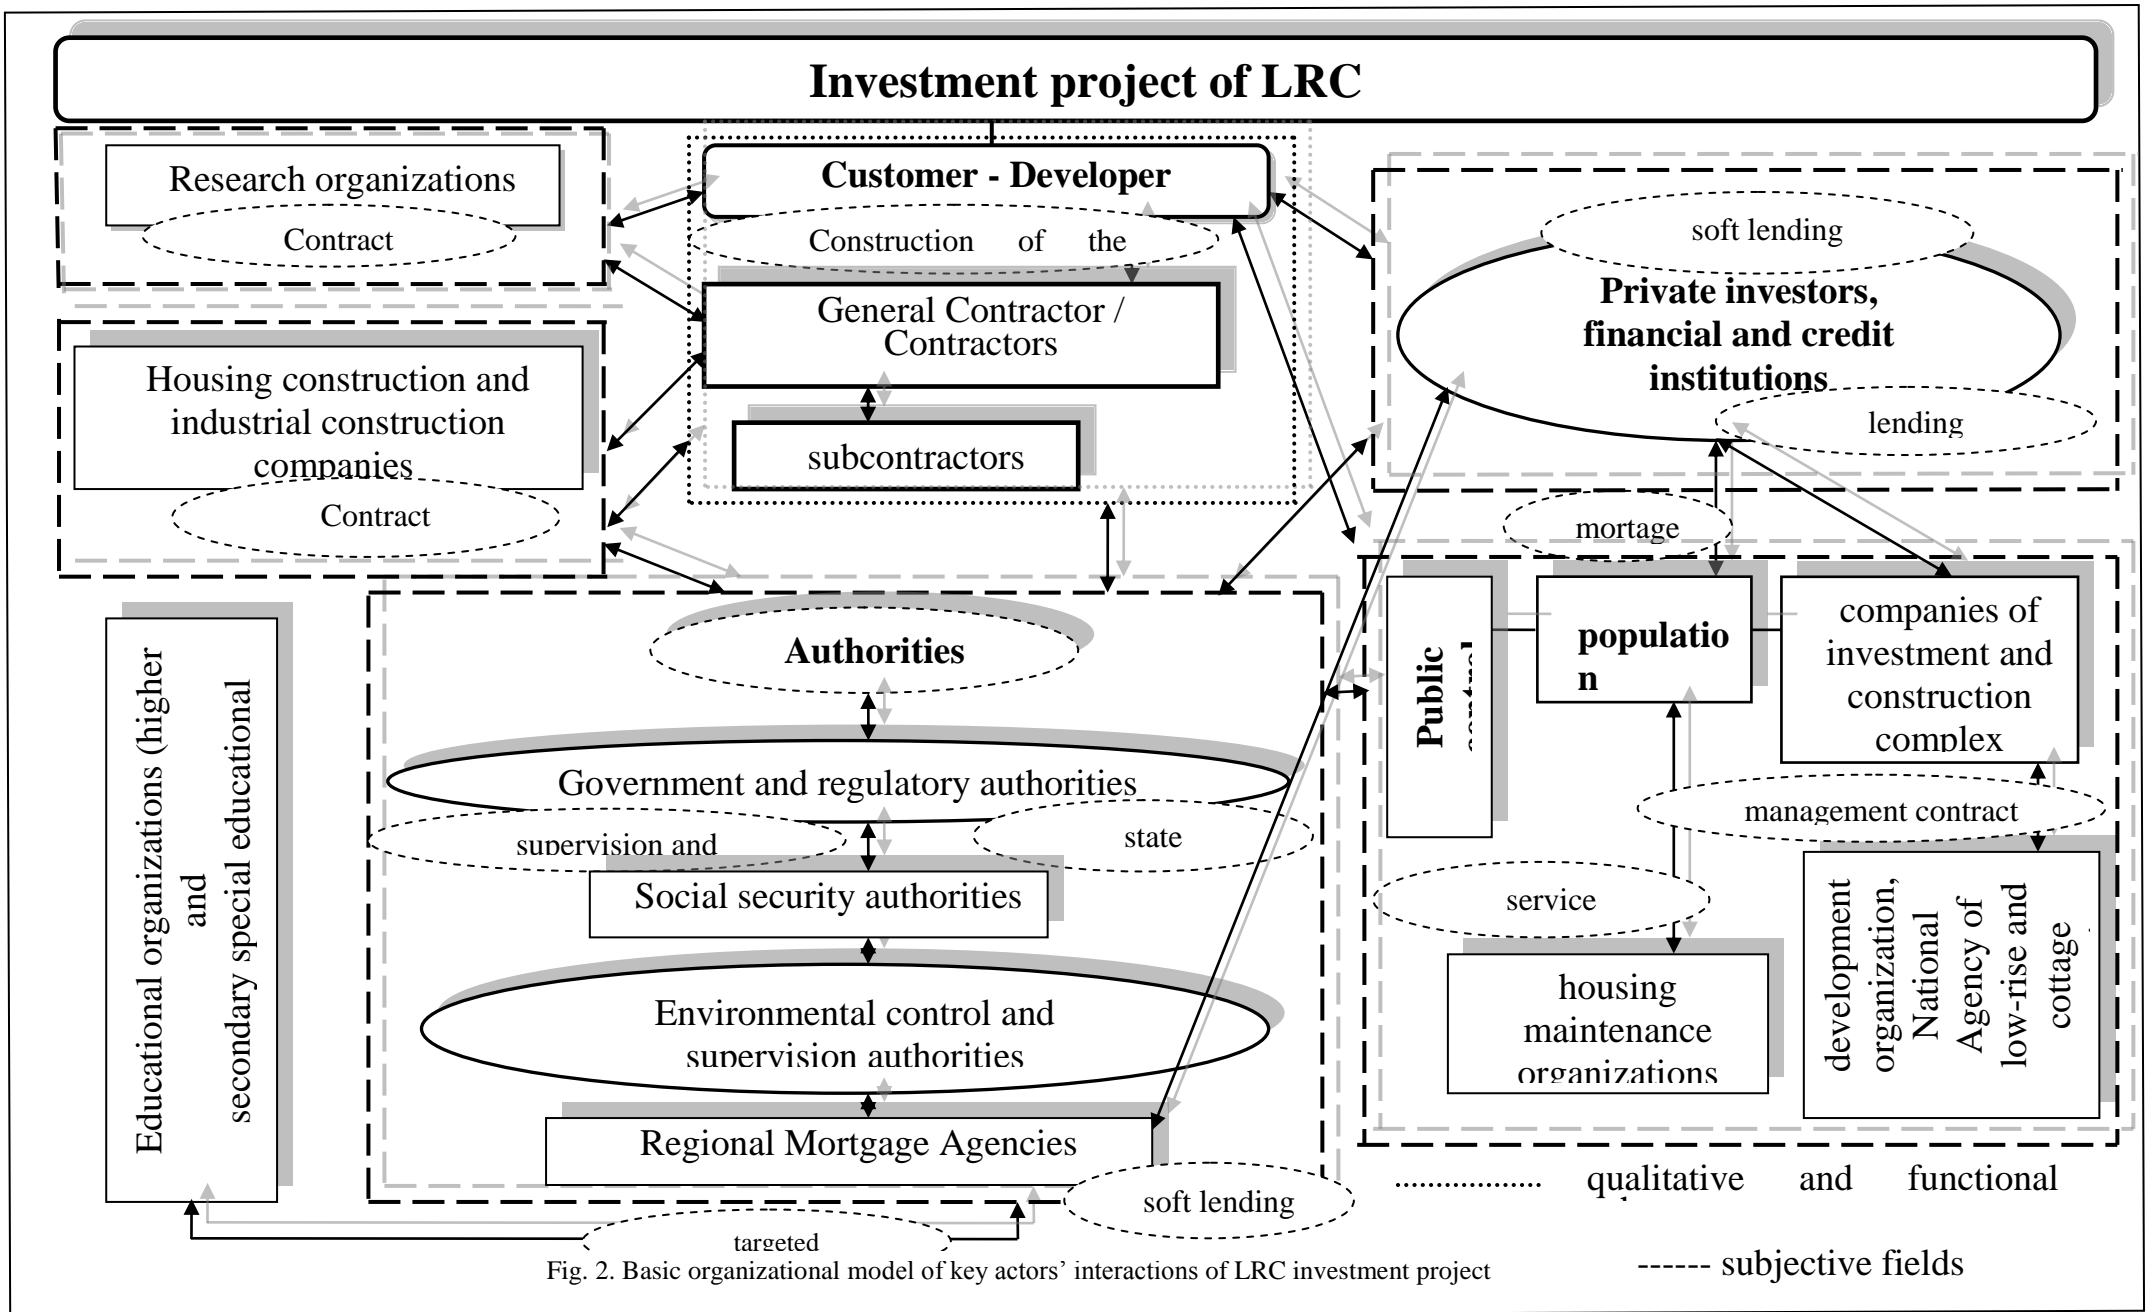 Investment project of LRC
Research organizations
Contract
Customer - Developer
Construction of the
General Contractor /
Contractors
subcontractors
soft lending
Private investors,
financial and credit
institutions
lending
Housing construction and
industrial construction
companies
Contract
mortage
Authorities
Government and regulatory authorities
supervision and
state
Social security authorities
Environmental control and
supervision authorities
Regional Mortgage Agencies
soft lending
Educational organizations (higher
and
secondary special educational
targeted
Public
control
populatio
n
companies of
investment and
construction
complex
management contract
service
housing
maintenance
organizations
development
organization,
National
Agency of
low-rise and
cottage
qualitative and functional
subjective fields
Fig. 2. Basic organizational model of key actors’ interactions of LRC investment project